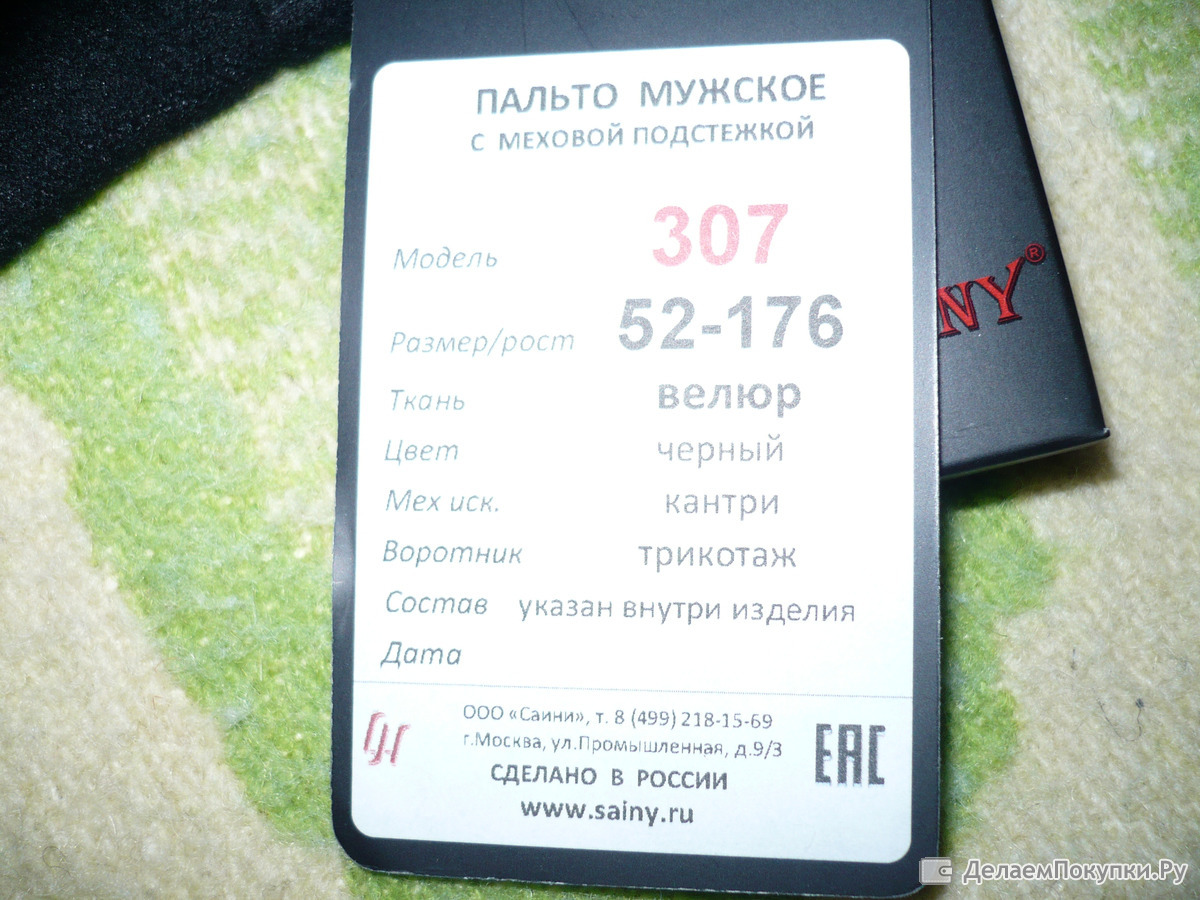 ПАЛЬТО МУЖСКОЕ
С МЕХОВОЙ ПОДСТЕЖКОЙ
Модель 307
Размер/рост 52-176
Ткань велюр
Цвет черный
Мех иск. кантри
Воротник трикотаж
Состав указан внутри изделия
Дата
ООО «Саини», т. 8 (499) 218-15-69
г.Москва, ул.Промышленная, д.9/3
СДЕЛАНО В РОССИИ
www.sainy.ru
EAC
NY®
ДелаемПокупки.Ру